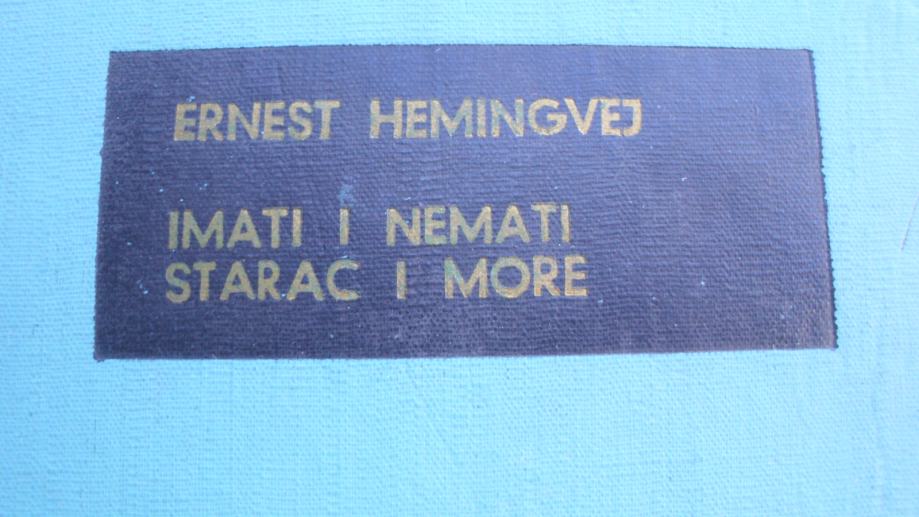 ERNEST HEMINGVEJ
IMATI I NEMATI
STARAC I MORE